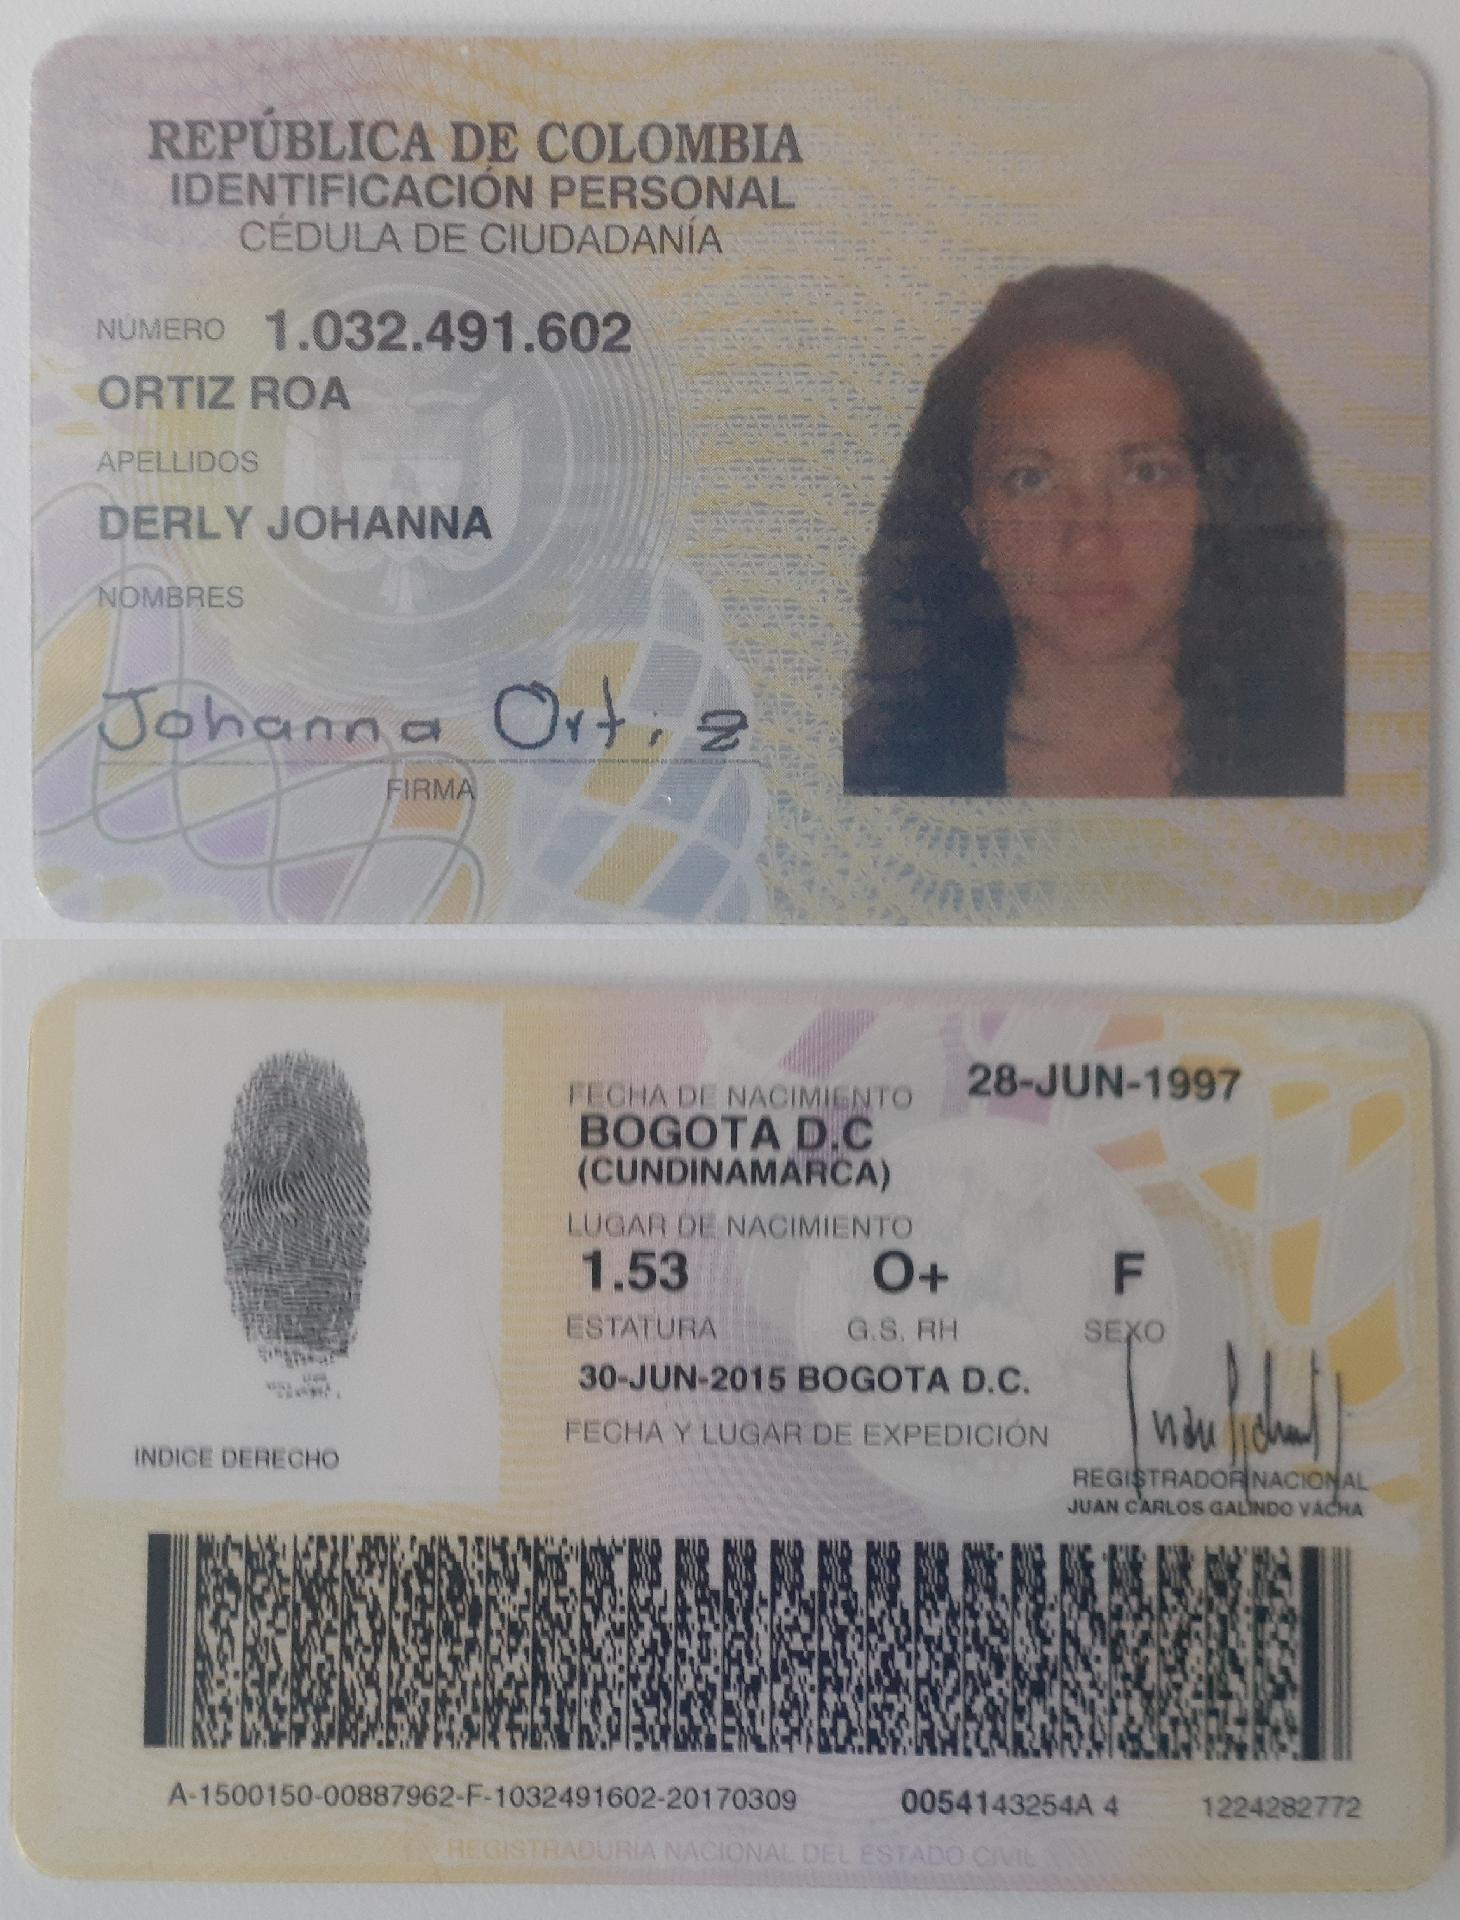 REPÚBLICA DE COLOMBIA
IDENTIFICACIÓN PERSONAL
CÉDULA DE CIUDADANÍA
NÚMERO 1.032.491.602
ORTIZ ROA
APELLIDOS
DERLY JOHANNA
NOMBRES
Johanna Ortiz
FIRMA
FECHA DE NACIMIENTO 28-JUN-1997
BOGOTA D.C
(CUNDINAMARCA)
LUGAR DE NACIMIENTO
1.53 O+ F
ESTATURA G.S. RH SEXO
30-JUN-2015 BOGOTA D.C.
FECHA Y LUGAR DE EXPEDICIÓN
INDICE DERECHO
REGISTRADOR NACIONAL
JUAN CARLOS GALINDO VÁCHA
A-1500150-00887962-F-1032491602-20170309 0054143254A 4 1224282772
REGISTRADURIA NACIONAL DEL ESTADO CIVIL